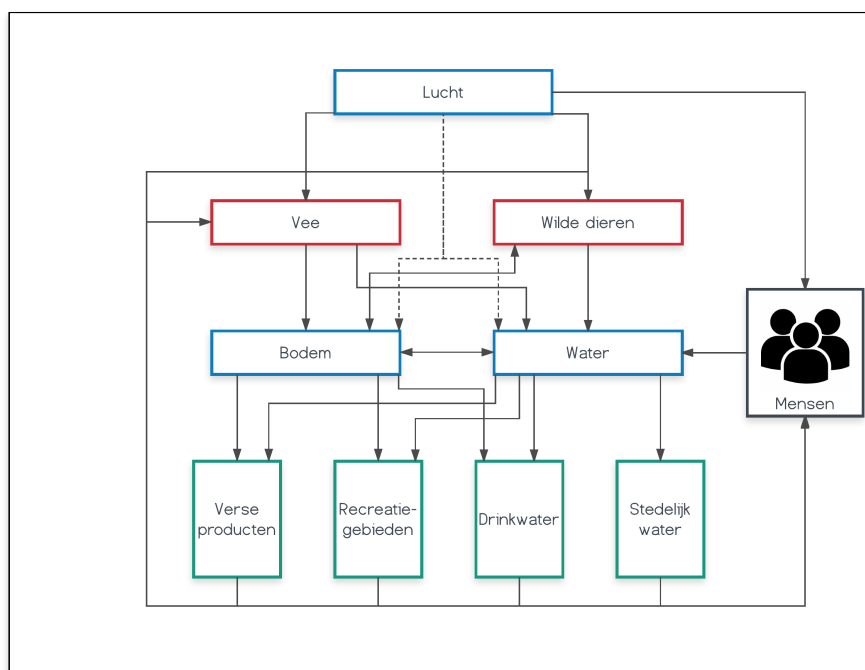 Lucht
Vee
Wilde dieren
Bodem
Water
Mensen
Verse
producten
Recreatie-
gebieden
Drinkwater
Stedelijk
water